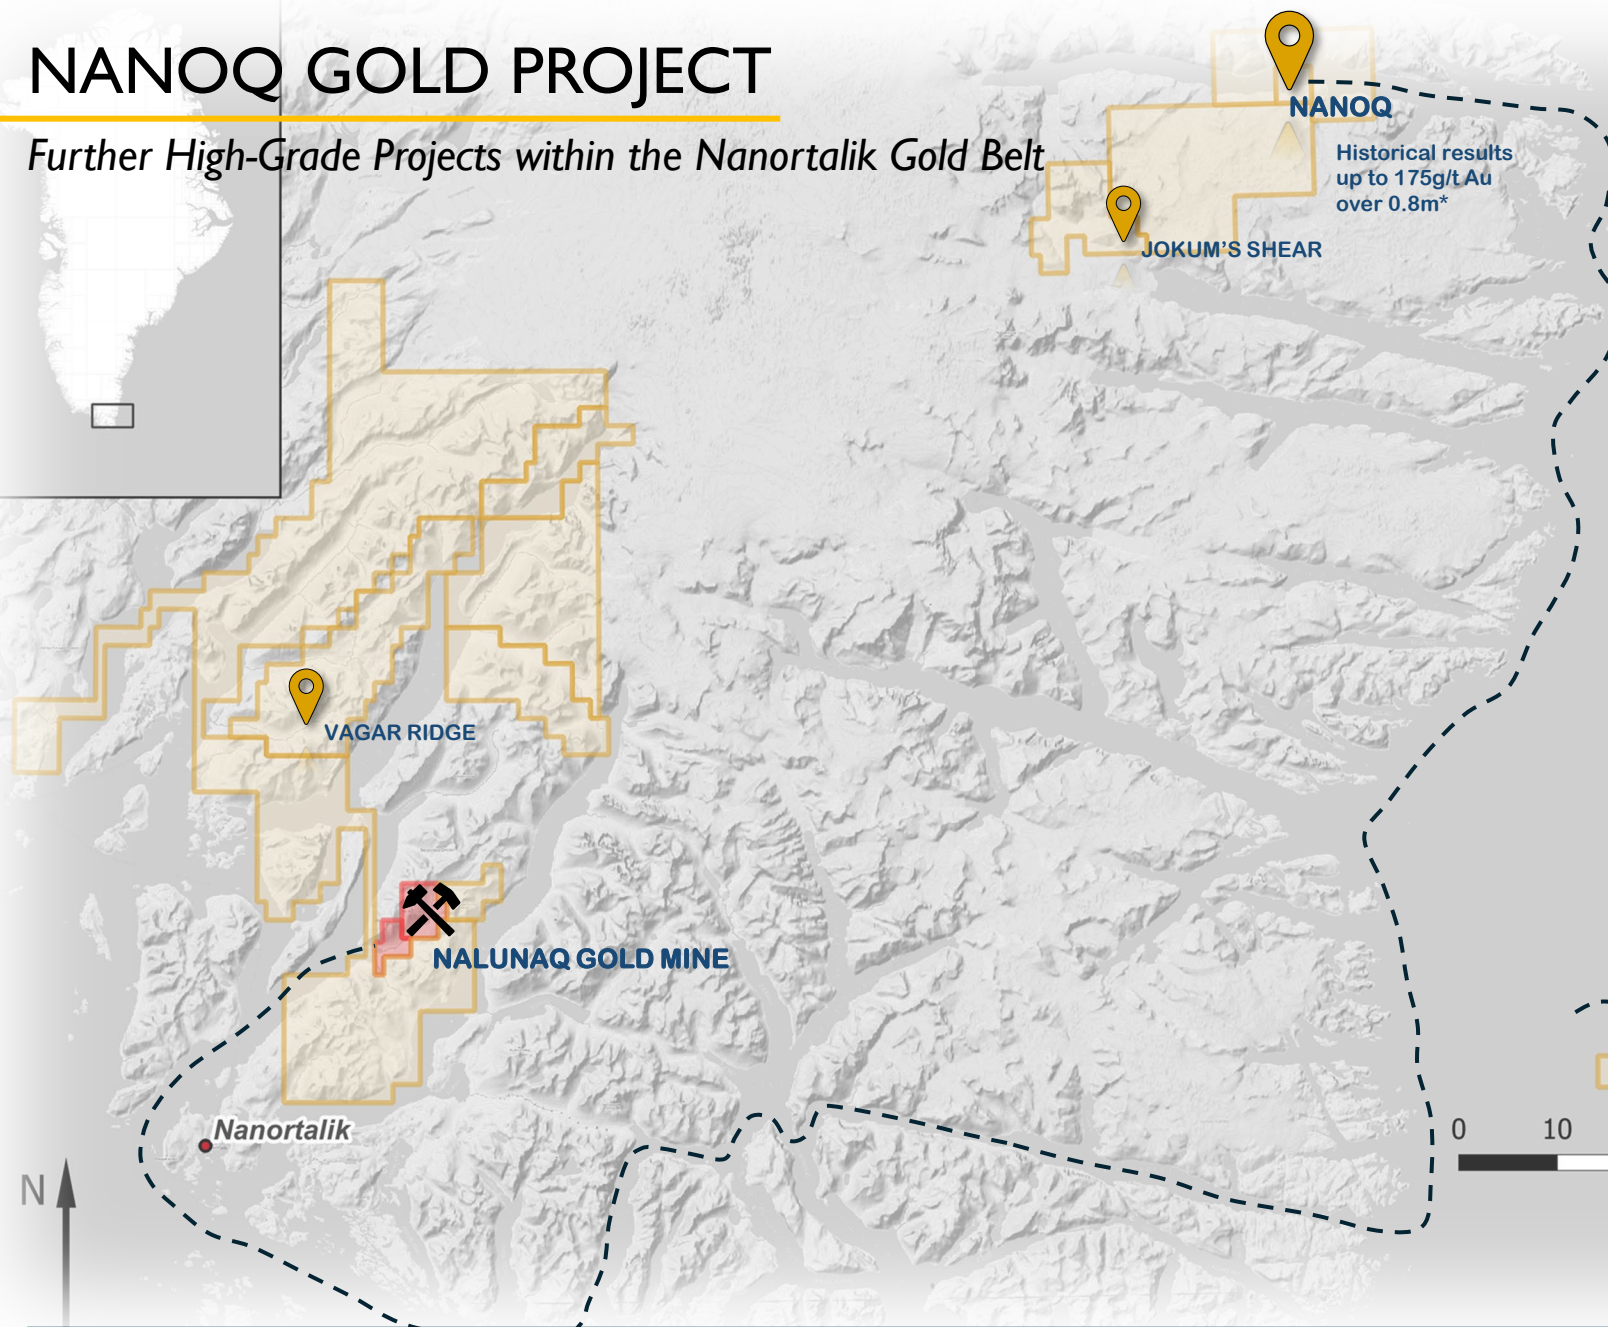 NANOQ GOLD PROJECT
Further High-Grade Projects within the Nanortalik Gold Belt
NANOQ
Historical results
up to 175g/t Au
over 0.8m*
JOKUM'S SHEAR
VAGAR RIDGE
NALUNAQ GOLD MINE
Nanortalik
N
0 10